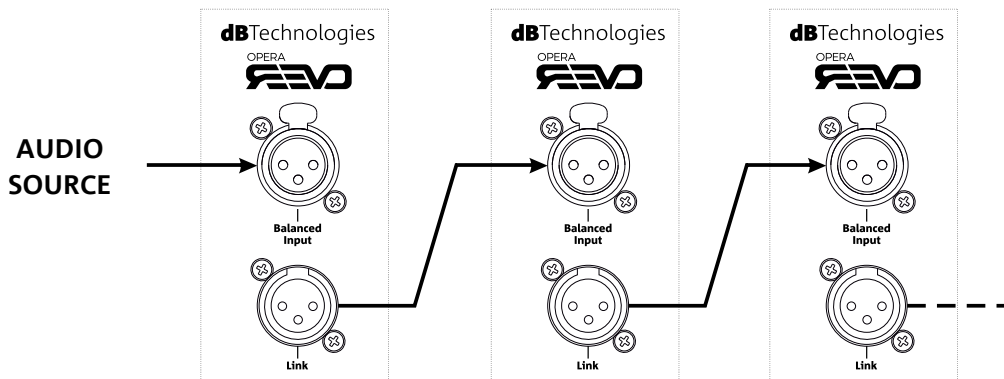 dBTechnologies
OPERA
REVO
Balanced
Input
Link
AUDIO
SOURCE
dBTechnologies
OPERA
REVO
Balanced
Input
Link
dBTechnologies
OPERA
REVO
Balanced
Input
Link